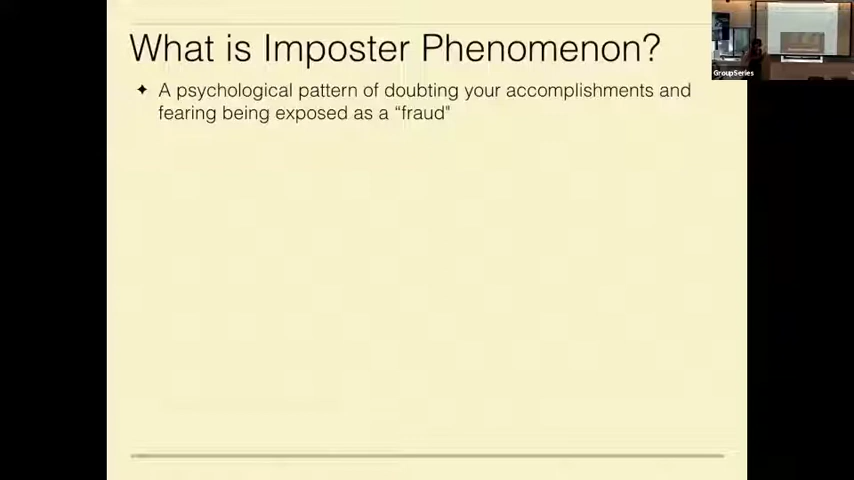 What is Imposter Phenomenon?
✦ A psychological pattern of doubting your accomplishments and
fearing being exposed as a “fraud"
GroupSeries